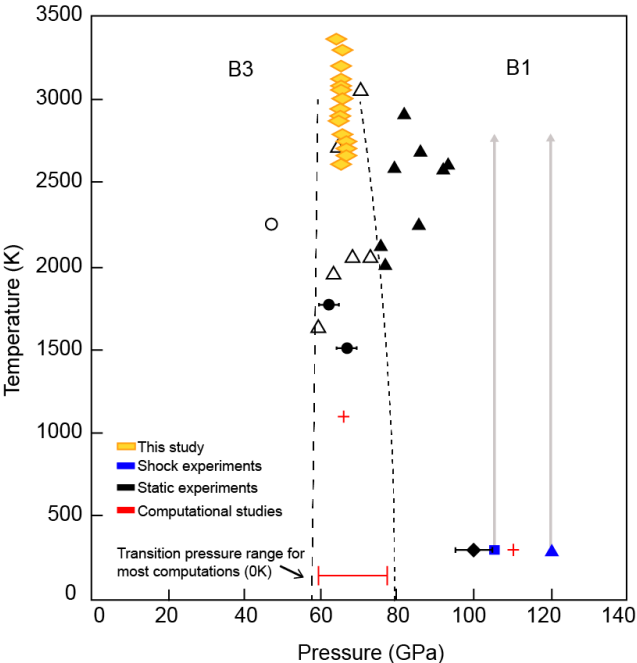 3500
3000
2500
2000
1500
1000
500
0
Temperature (K)
B3
B1
This study
Shock experiments
Static experiments
Computational studies
Transition pressure range for
most computations (0K)
0 20 40 60 80 100 120 140
Pressure (GPa)